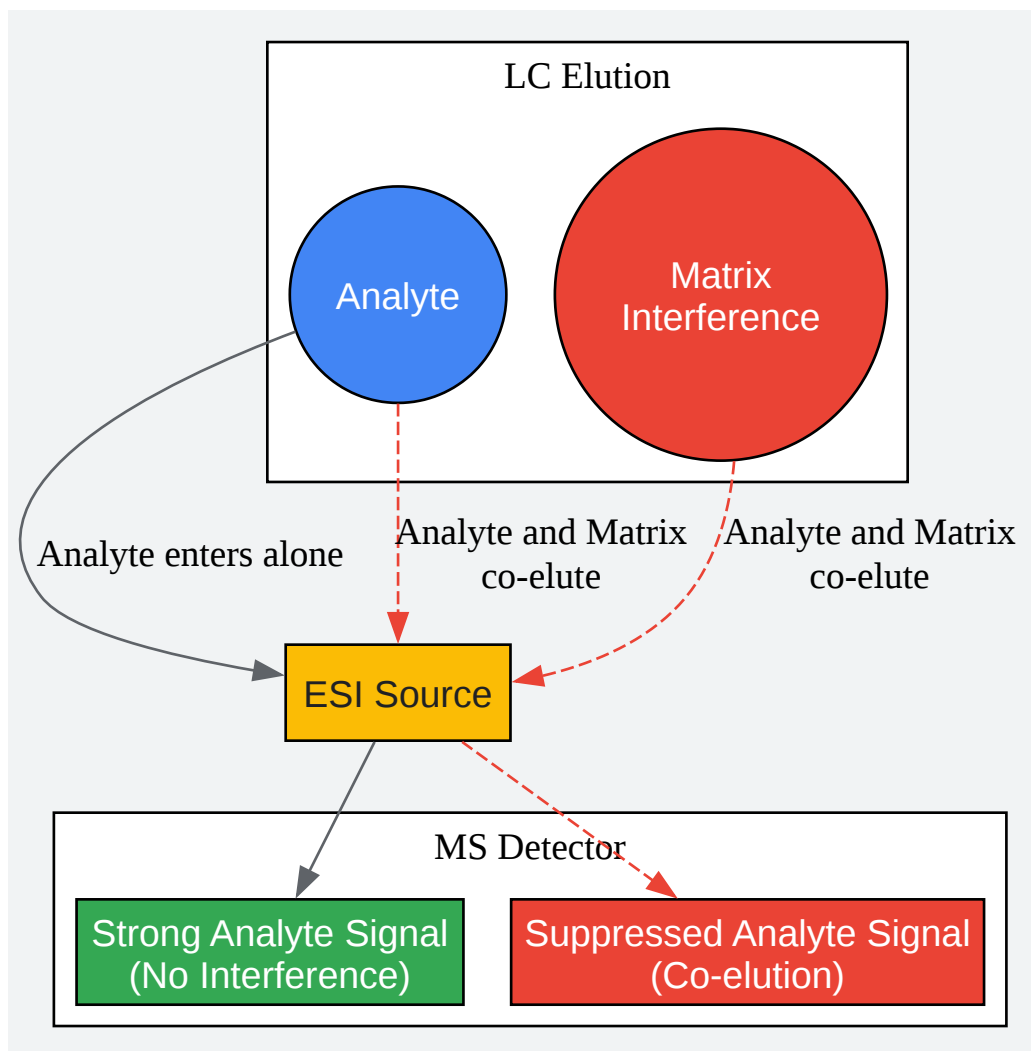 LC Elution
Analyte
Matrix
Interference
Analyte enters alone
Analyte and Matrix
co-elute
Analyte and Matrix
co-elute
ESI Source
MS Detector
Strong Analyte Signal
(No Interference)
Suppressed Analyte Signal
(Co-elution)